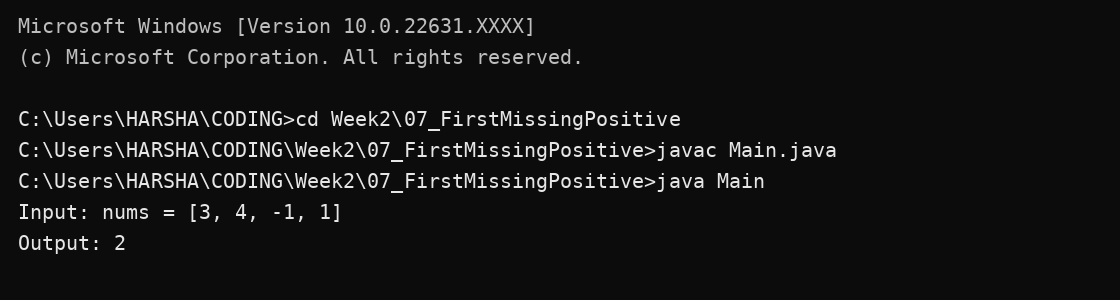 Microsoft Windows [Version 10.0.22631.XXXX]
(c) Microsoft Corporation. All rights reserved.
C:\Users\HARSHA\CODING>cd Week2\07_FirstMissingPositive
C:\Users\HARSHA\CODING\Week2\07_FirstMissingPositive>javac Main.java
C:\Users\HARSHA\CODING\Week2\07_FirstMissingPositive>java Main
Input: nums = [3, 4, -1, 1]
Output: 2